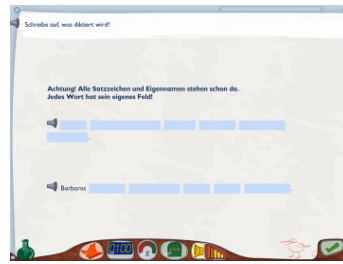 Schreibe auf, was diktiert wird!
Achtung! Alle Satzzeichen und Eigennamen stehen schon da.
Jedes Wort hat sein eigenes Feld!
.
Barbaras .
0100